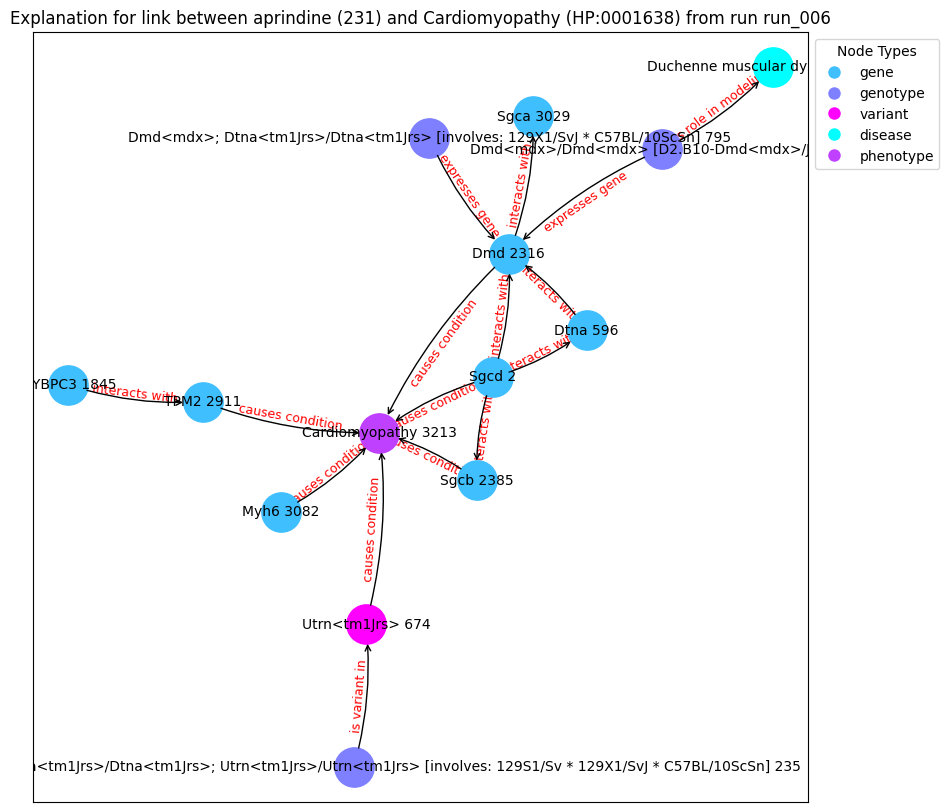 Explanation for link between aprindine (231) and Cardiomyopathy (HP:0001638) from run run_006
Node Types
gene
genotype
variant
disease
phenotype
Duchenne muscular dy
role in modeling
Sgca 3029
Dmd<mdx>; Dtna<tm1Jrs>/Dtna<tm1Jrs> [involves: 129X1/SvJ * C57BL/10ScSn] 795
Dmd<mdx>/Dmd<mdx> [D2.B10-Dmd<mdx>/J
expresses gene
interacts with
expresses gene
Dmd 2316
interacts with
causes condition
interacts with
Dtna 596
interacts with
Sgcd 2
YBPC3 1845
interacts with
TPM2 2911
causes condition
causes condition
Cardiomyopathy 3213
interacts with
causes condition
Sgcb 2385
causes condition
Myh6 3082
causes condition
Utrn<tm1Jrs> 674
is variant in
<tm1Jrs>/Dtna<tm1Jrs>; Utrn<tm1Jrs>/Utrn<tm1Jrs> [involves: 129S1/Sv * 129X1/SvJ * C57BL/10ScSn] 235